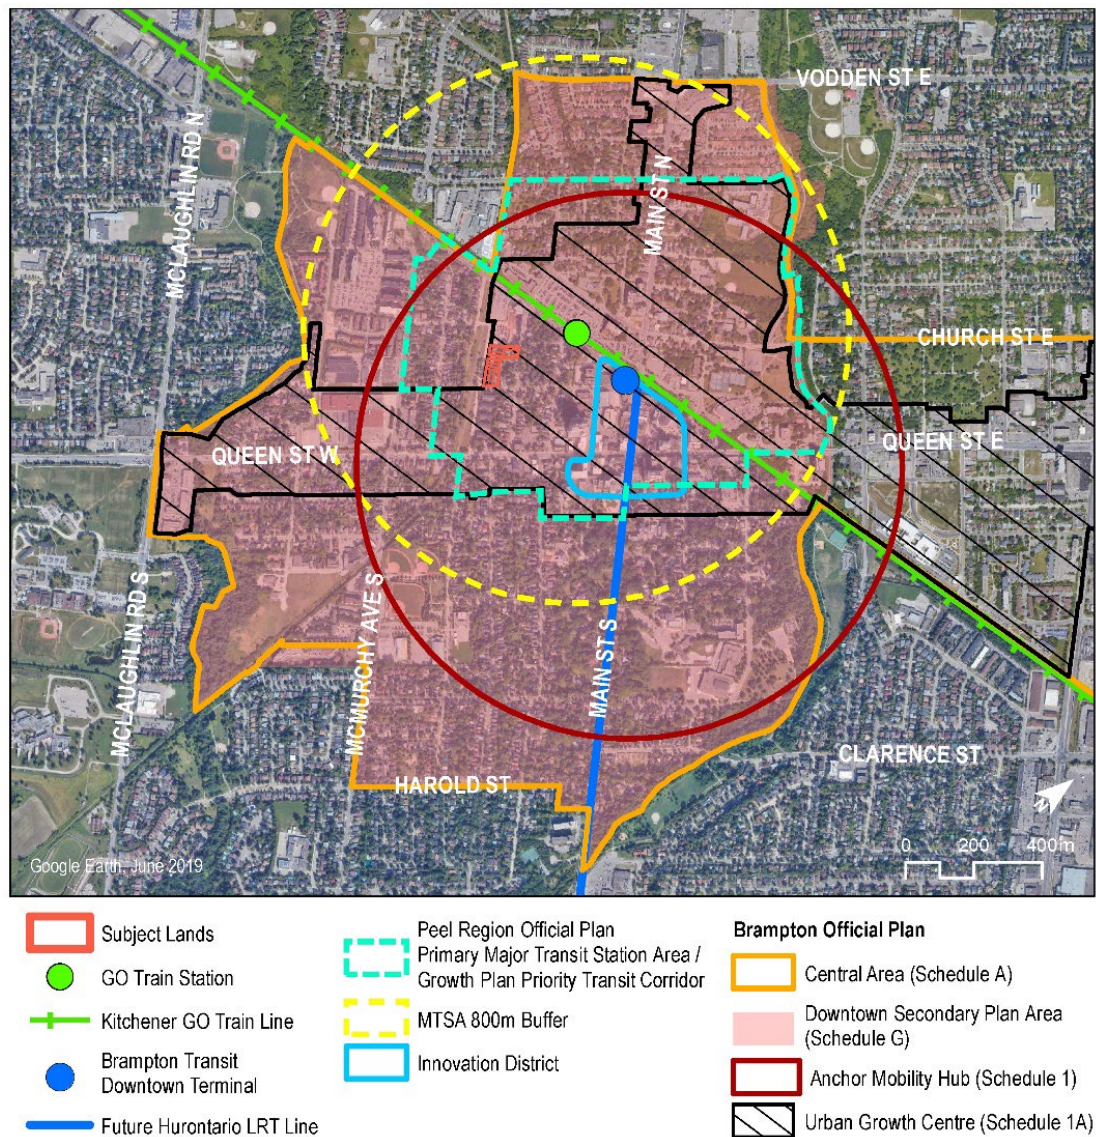 VODDEN ST E
MCLAUGHLIN RD N
MAIN ST N
CHURCH ST E
QUEEN ST W
QUEEN ST E
MCLAUGHLIN RD S
MCMURCHY AVE S
MAIN ST S
CLARENCE ST
HAROLD ST
N
Google Earth, June 2019
0 200 400m
Subject Lands
GO Train Station
Kitchener GO Train Line
Brampton Transit
Downtown Terminal
Future Hurontario LRT Line
Peel Region Official Plan
Primary Major Transit Station Area /
Growth Plan Priority Transit Corridor
MTSA 800m Buffer
Innovation District
Brampton Official Plan
Central Area (Schedule A)
Downtown Secondary Plan Area
(Schedule G)
Anchor Mobility Hub (Schedule 1)
Urban Growth Centre (Schedule 1A)